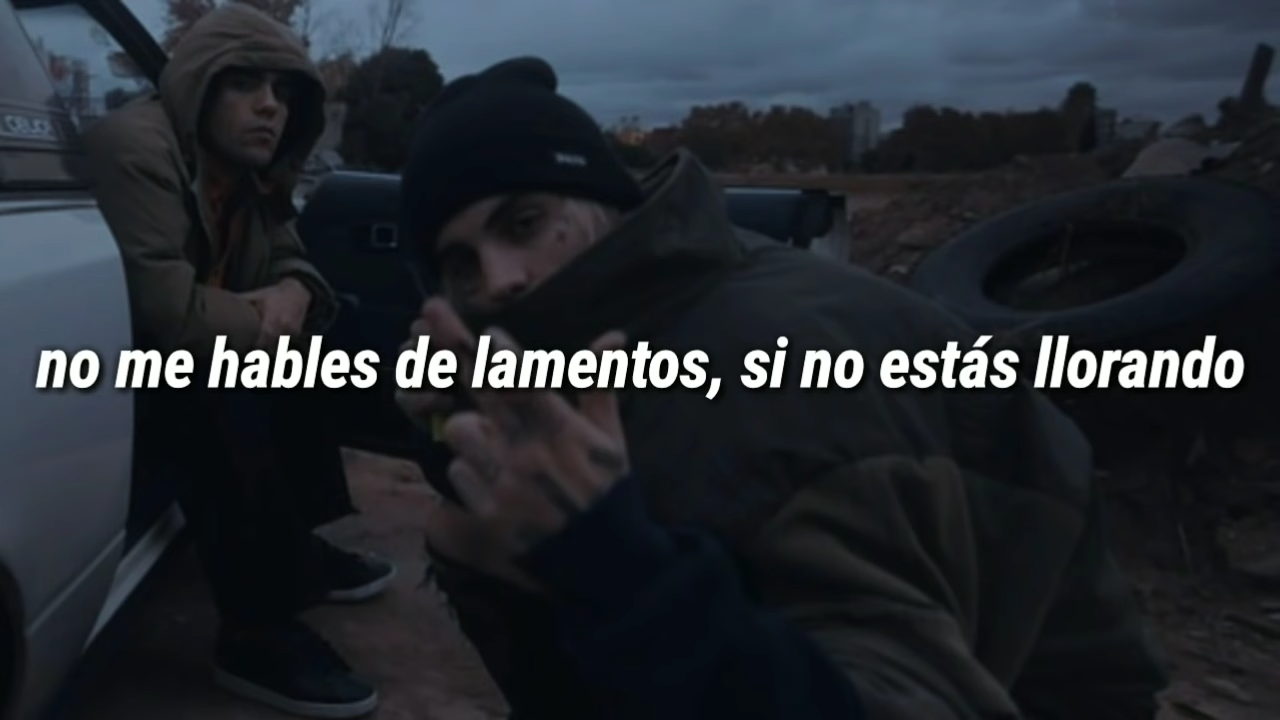 no me hables de lamentos, si no estás llorando